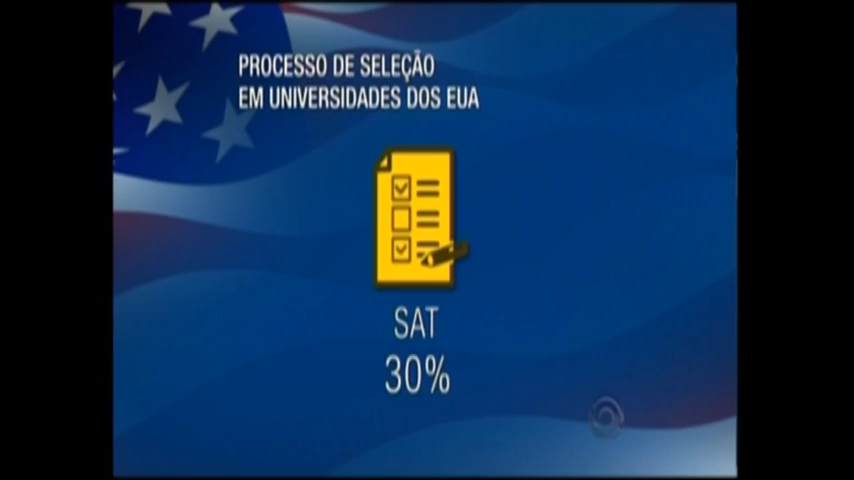 PROCESSO DE SELEÇÃO
EM UNIVERSIDADES DOS EUA
SAT
30%